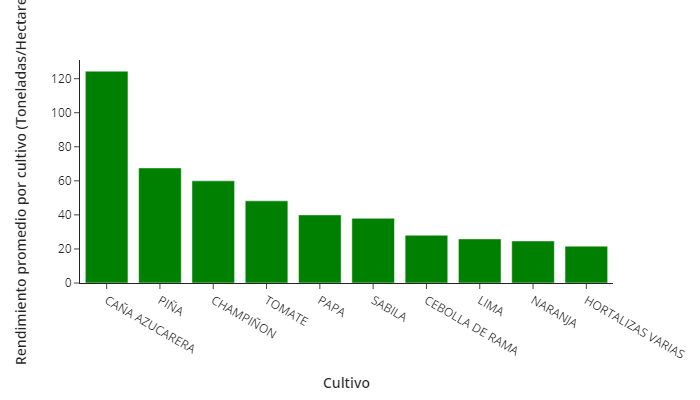 Rendimiento promedio por cultivo (Toneladas/Hectare
120
100
80
60
40
20
0
CAÑA AZUCARERA
PIÑA
CHAMPIÑON
TOMATE
PAPA
SABILA
CEBOLLA DE RAMA
LIMA
NARANJA
HORTALIZAS VARIAS
Cultivo